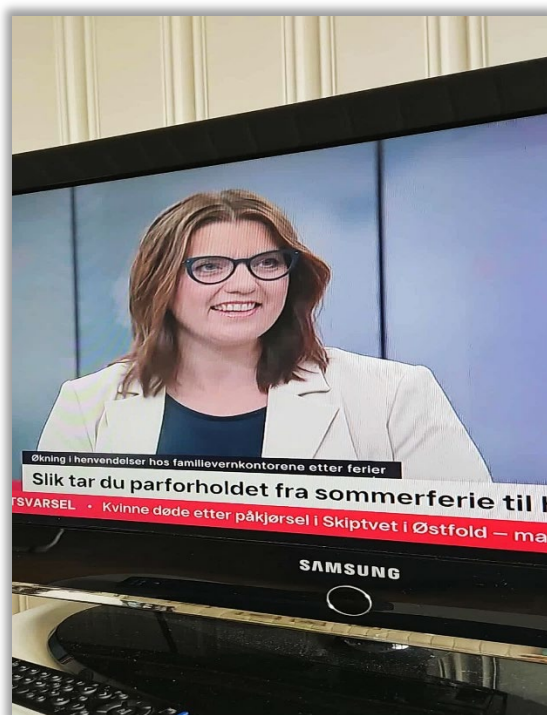 Økning i henvendelser hos familievernkontorene etter ferier
Slik tar du parforholdet fra sommerferie til
TSVARSEL • Kvinne døde etter påkjørsel i Skiptvet i Østfold – ma
SAMSUNG